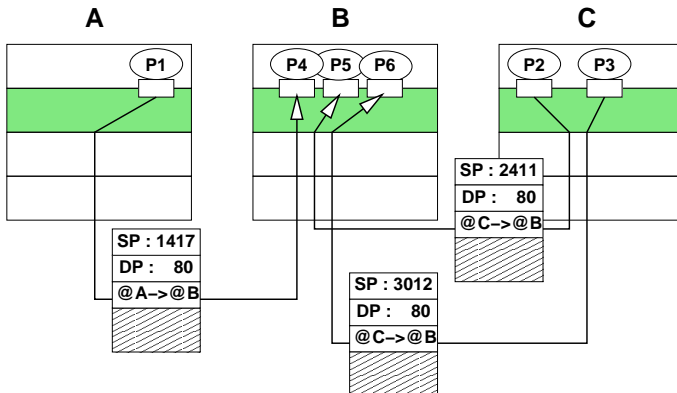 A B C
P1 P4 P5 P6 P2 P3
SP : 2411
DP : 80
@C–>@B
SP : 1417
DP : 80
@A–>@B
SP : 3012
DP : 80
@C–>@B